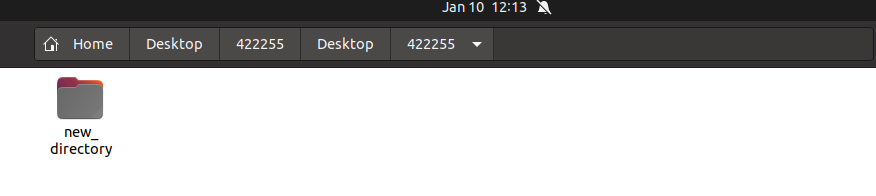 Jan 10 12:13
Home Desktop 422255 Desktop 422255
new_
directory